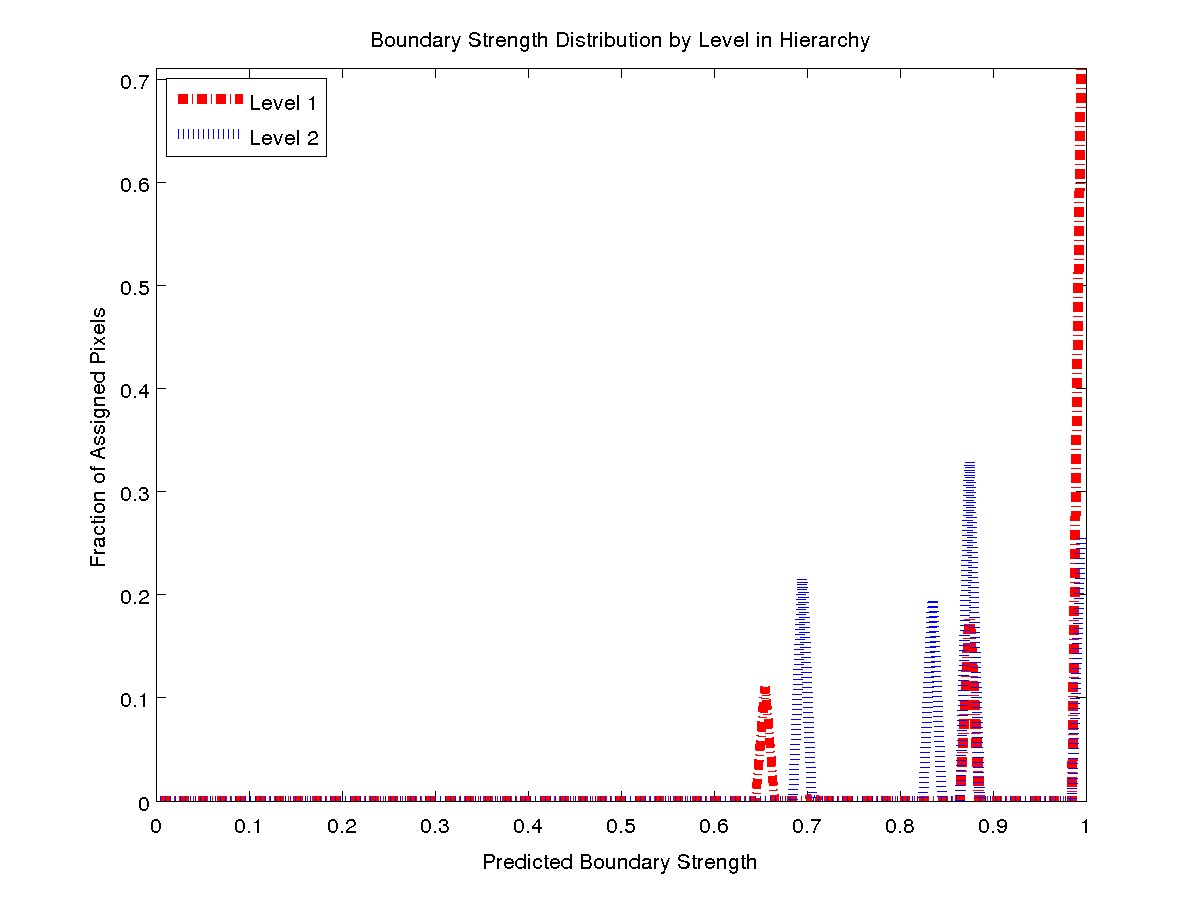 Boundary Strength Distribution by Level in Hierarchy
Level 1
Level 2
Fraction of Assigned Pixels
0.7
0.6
0.5
0.4
0.3
0.2
0.1
0
0 0.1 0.2 0.3 0.4 0.5 0.6 0.7 0.8 0.9 1
Predicted Boundary Strength